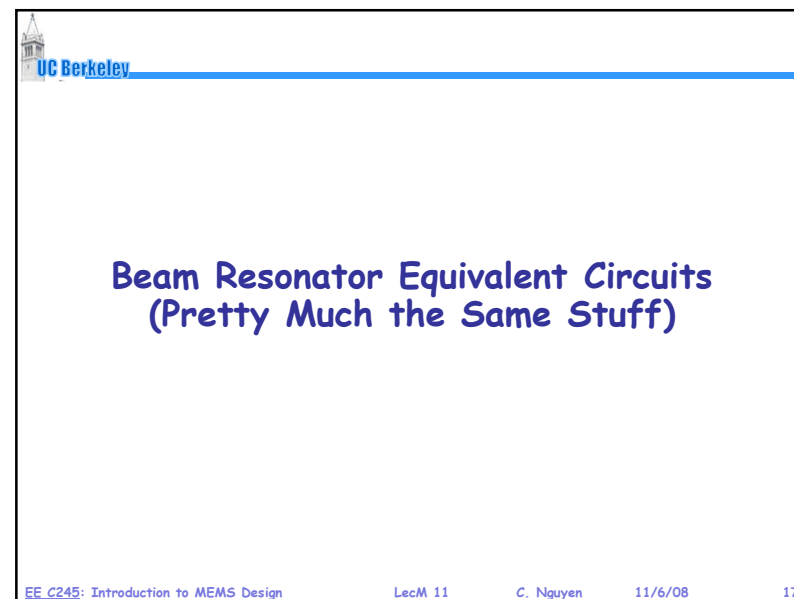 UC Berkeley
Beam Resonator Equivalent Circuits
(Pretty Much the Same Stuff)
EE C245: Introduction to MEMS Design LecM 11 C. Nguyen 11/6/08 17